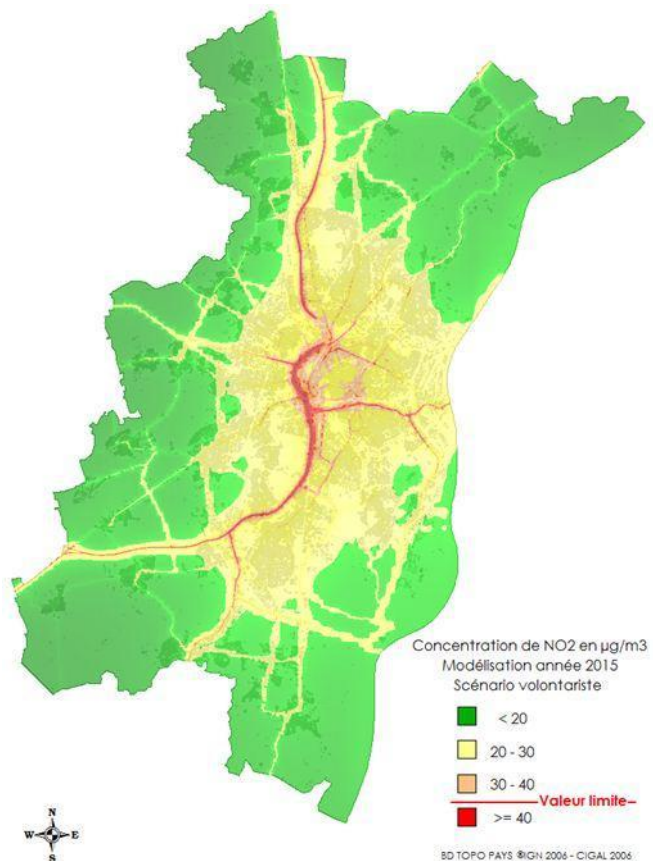 Concentration de NO2 en µg/m3
Modélisation année 2015
Scénario volontariste
< 20
20 - 30
30 - 40
Valeur limite
>= 40
N
W E
S
BD TOPO PAYS ®IGN 2006 - CIGAL 2006